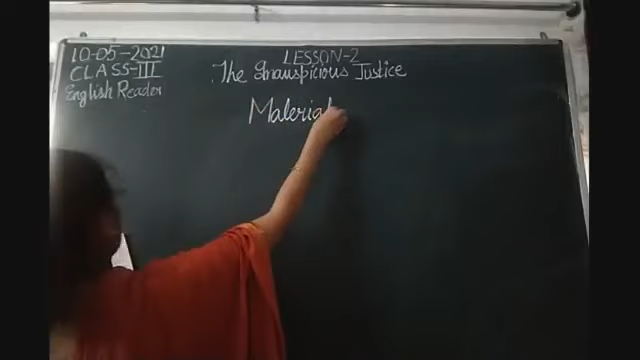 10-05-2021
CLASS-III
English Reader
LESSON-2
The Inauspicious Justice
Material